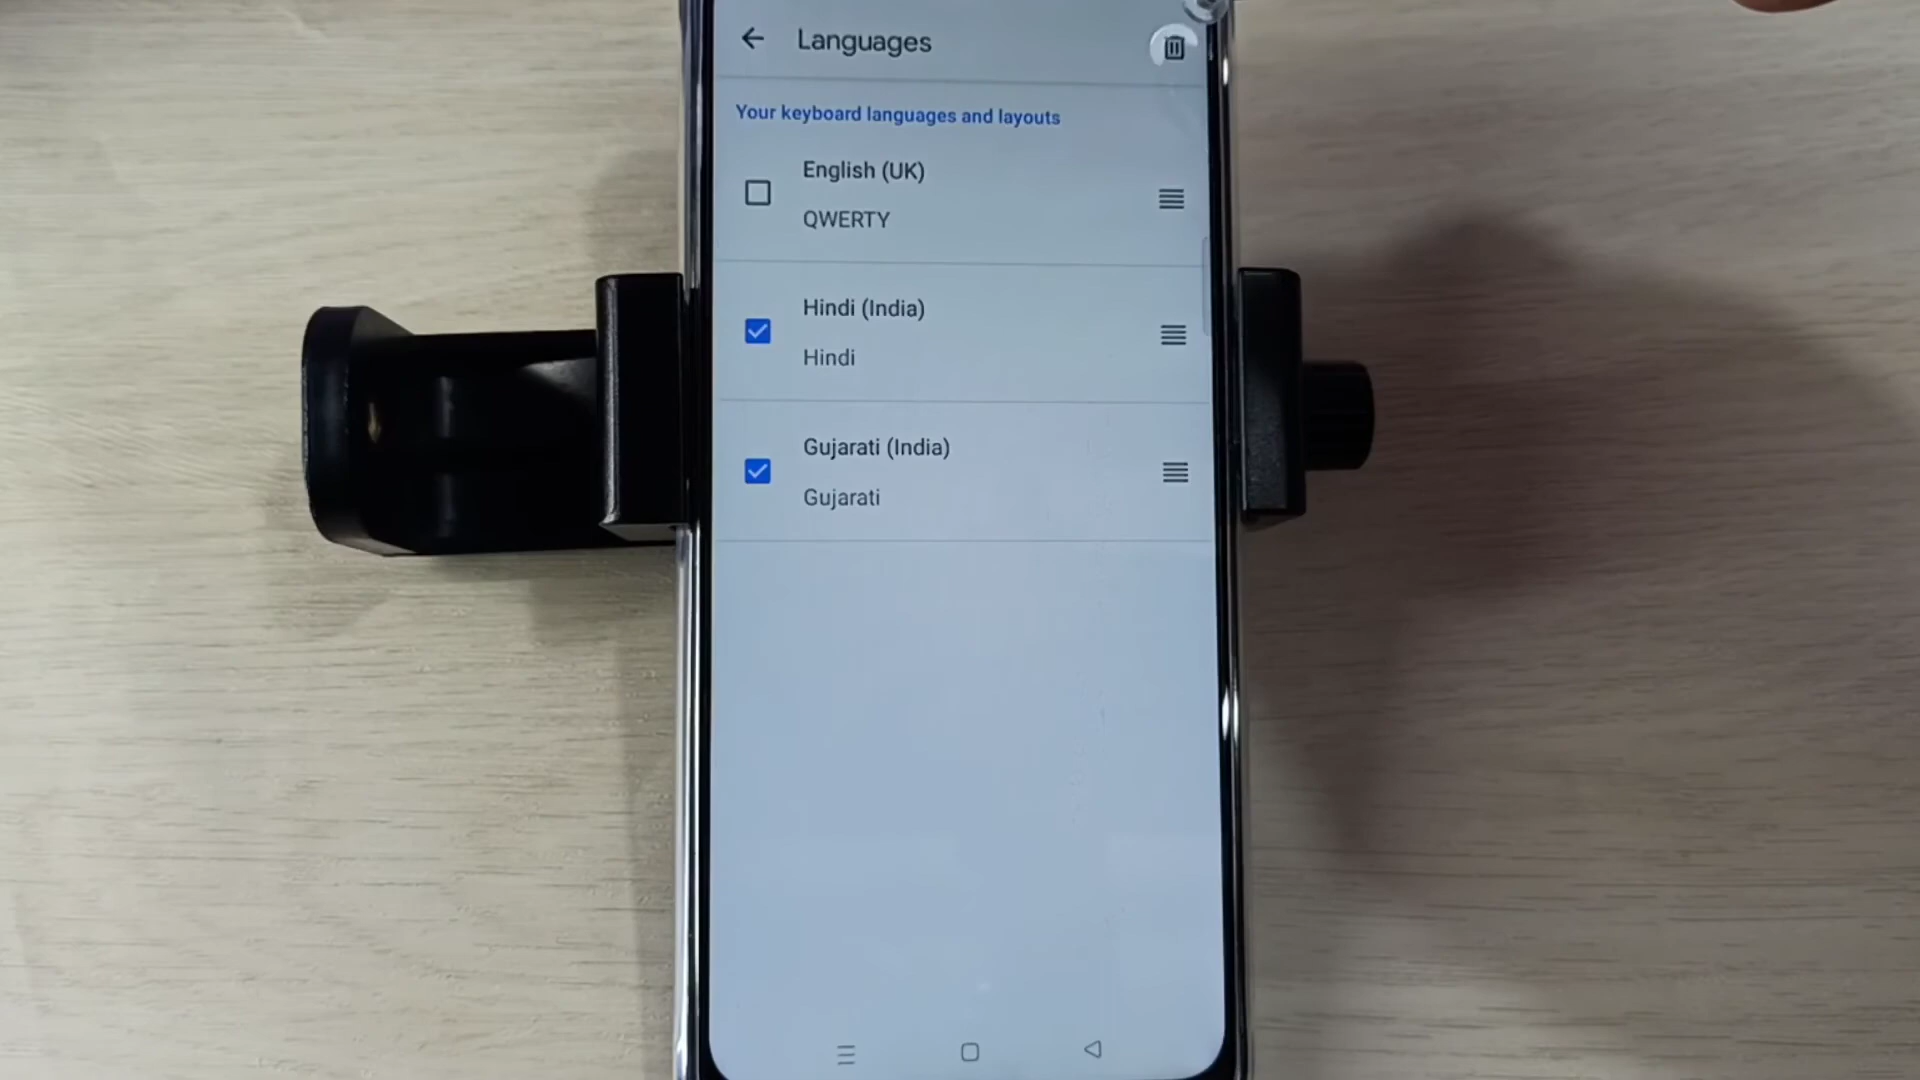 Languages
Your keyboard languages and layouts
English (UK)
QWERTY
Hindi (India)
Hindi
Gujarati (India)
Gujarati